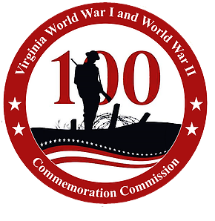 Virginia World War I and World War II
100
Commemoration Commission